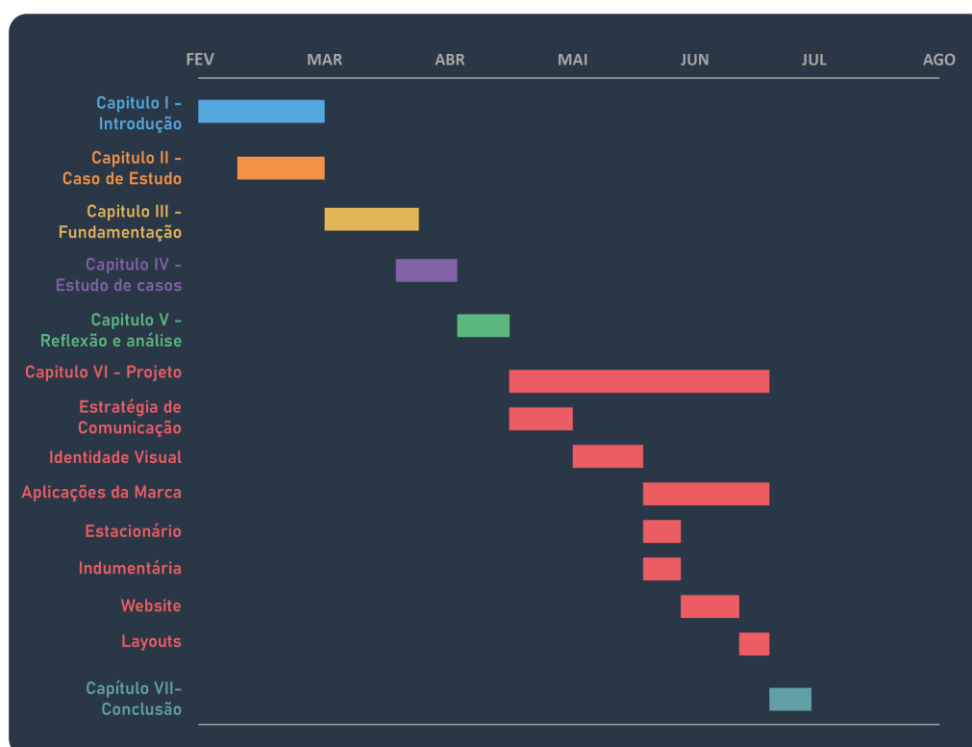 FEV MAR ABR MAI JUN JUL AGO
Capitulo I -
Introdução
Capitulo II -
Caso de Estudo
Capitulo III -
Fundamentação
Capitulo IV -
Estudo de casos
Capitulo V -
Reflexão e análise
Capitulo VI - Projeto
Estratégia de
Comunicação
Identidade Visual
Aplicações da Marca
Estacionário
Indumentária
Website
Layouts
Capítulo VII-
Conclusão